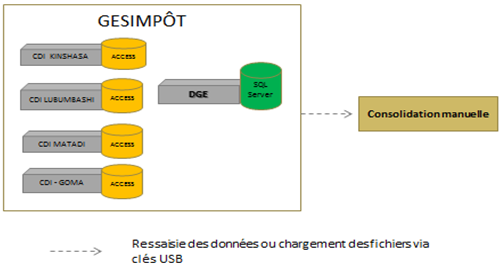 GESIMPÔT
CDI KINSHASA
ACCESS
CDI LUBUMBASHI
ACCESS
DGE
SQL
Server
CDI MATADI
ACCESS
CDI - GOMA
ACCESS
Consolidation manuelle
Ressaisie des données ou chargement des fichiers via
clés USB